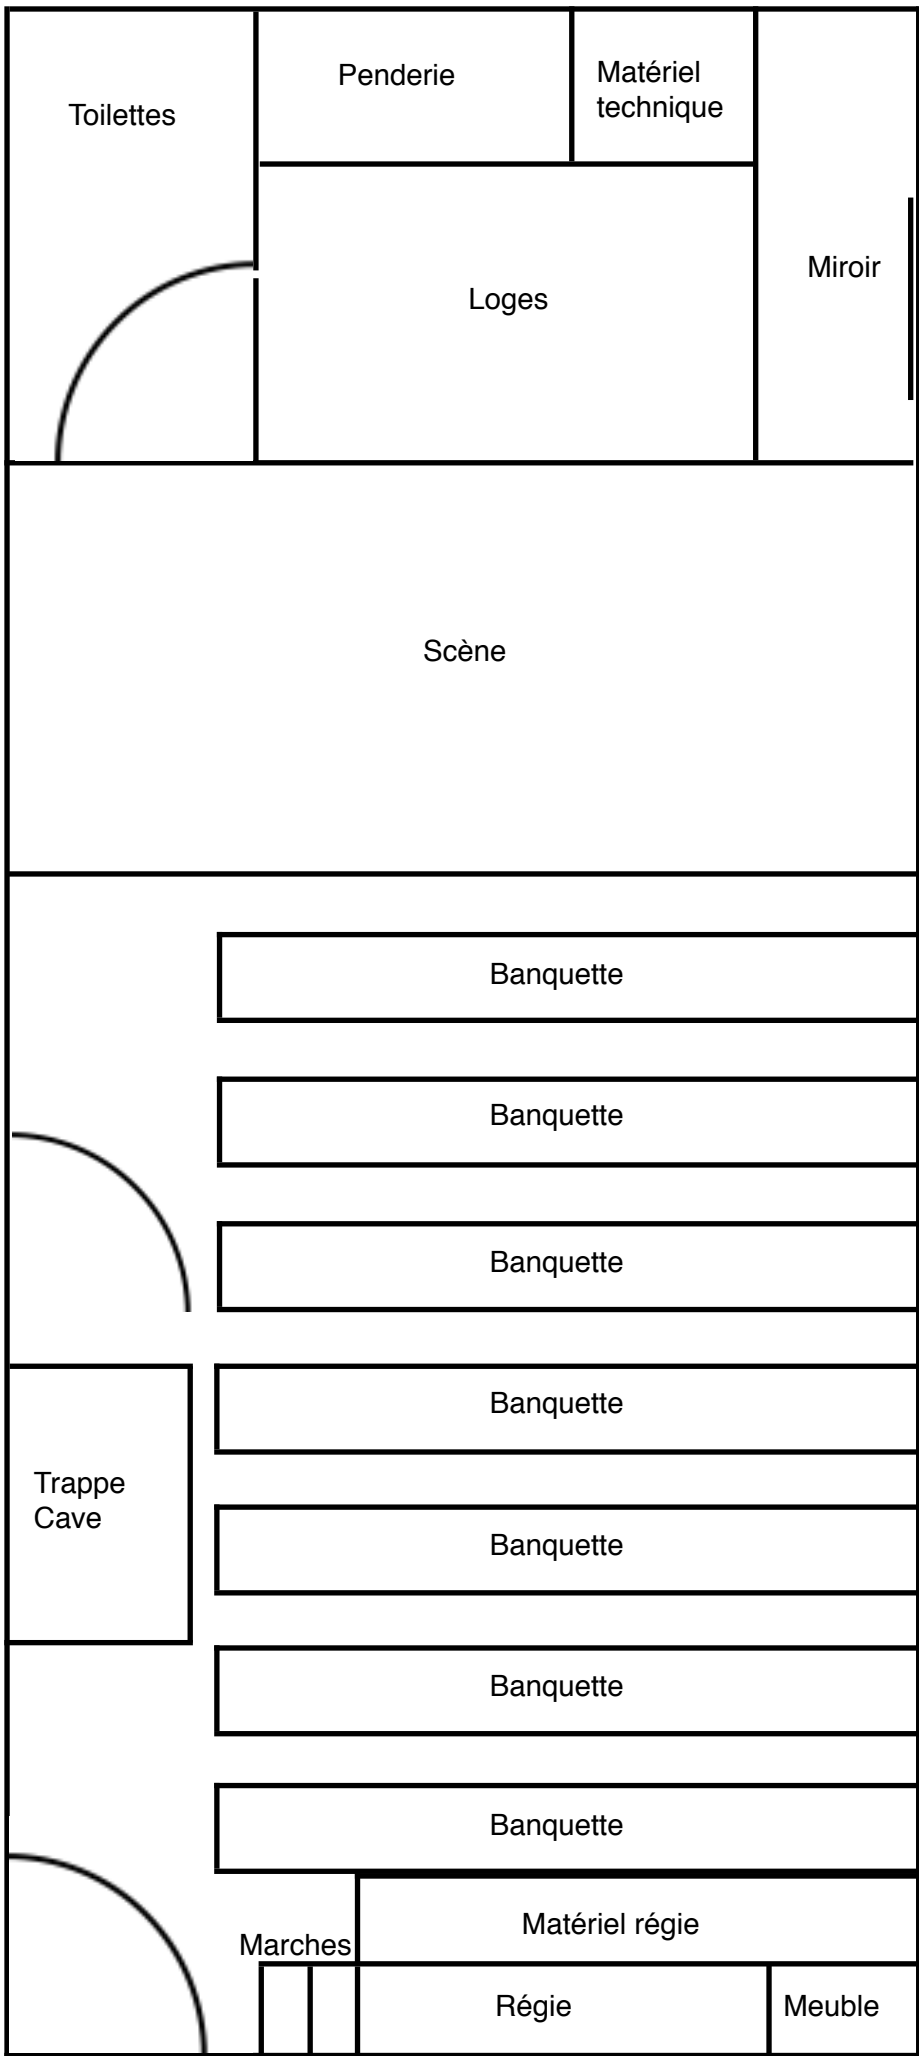 Penderie
Matériel
technique
Toilettes
Miroir
Loges
Scène
Banquette
Banquette
Banquette
Banquette
Trappe
Cave
Banquette
Banquette
Banquette
Matériel régie
Marches
Régie
Meuble